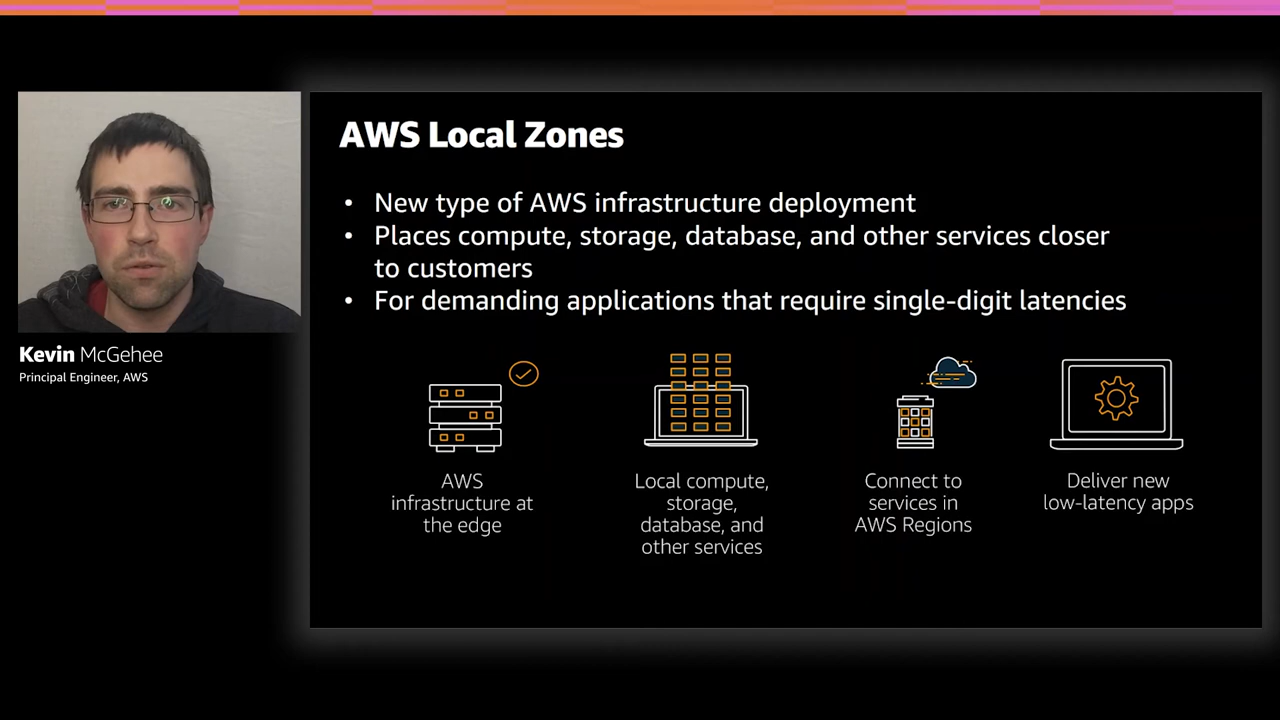 AWS Local Zones
• New type of AWS infrastructure deployment
• Places compute, storage, database, and other services closer
to customers
• For demanding applications that require single-digit latencies
Kevin McGehee
Principal Engineer, AWS
AWS
infrastructure at
the edge
Local compute,
storage,
database, and
other services
Connect to
services in
AWS Regions
Deliver new
low-latency apps